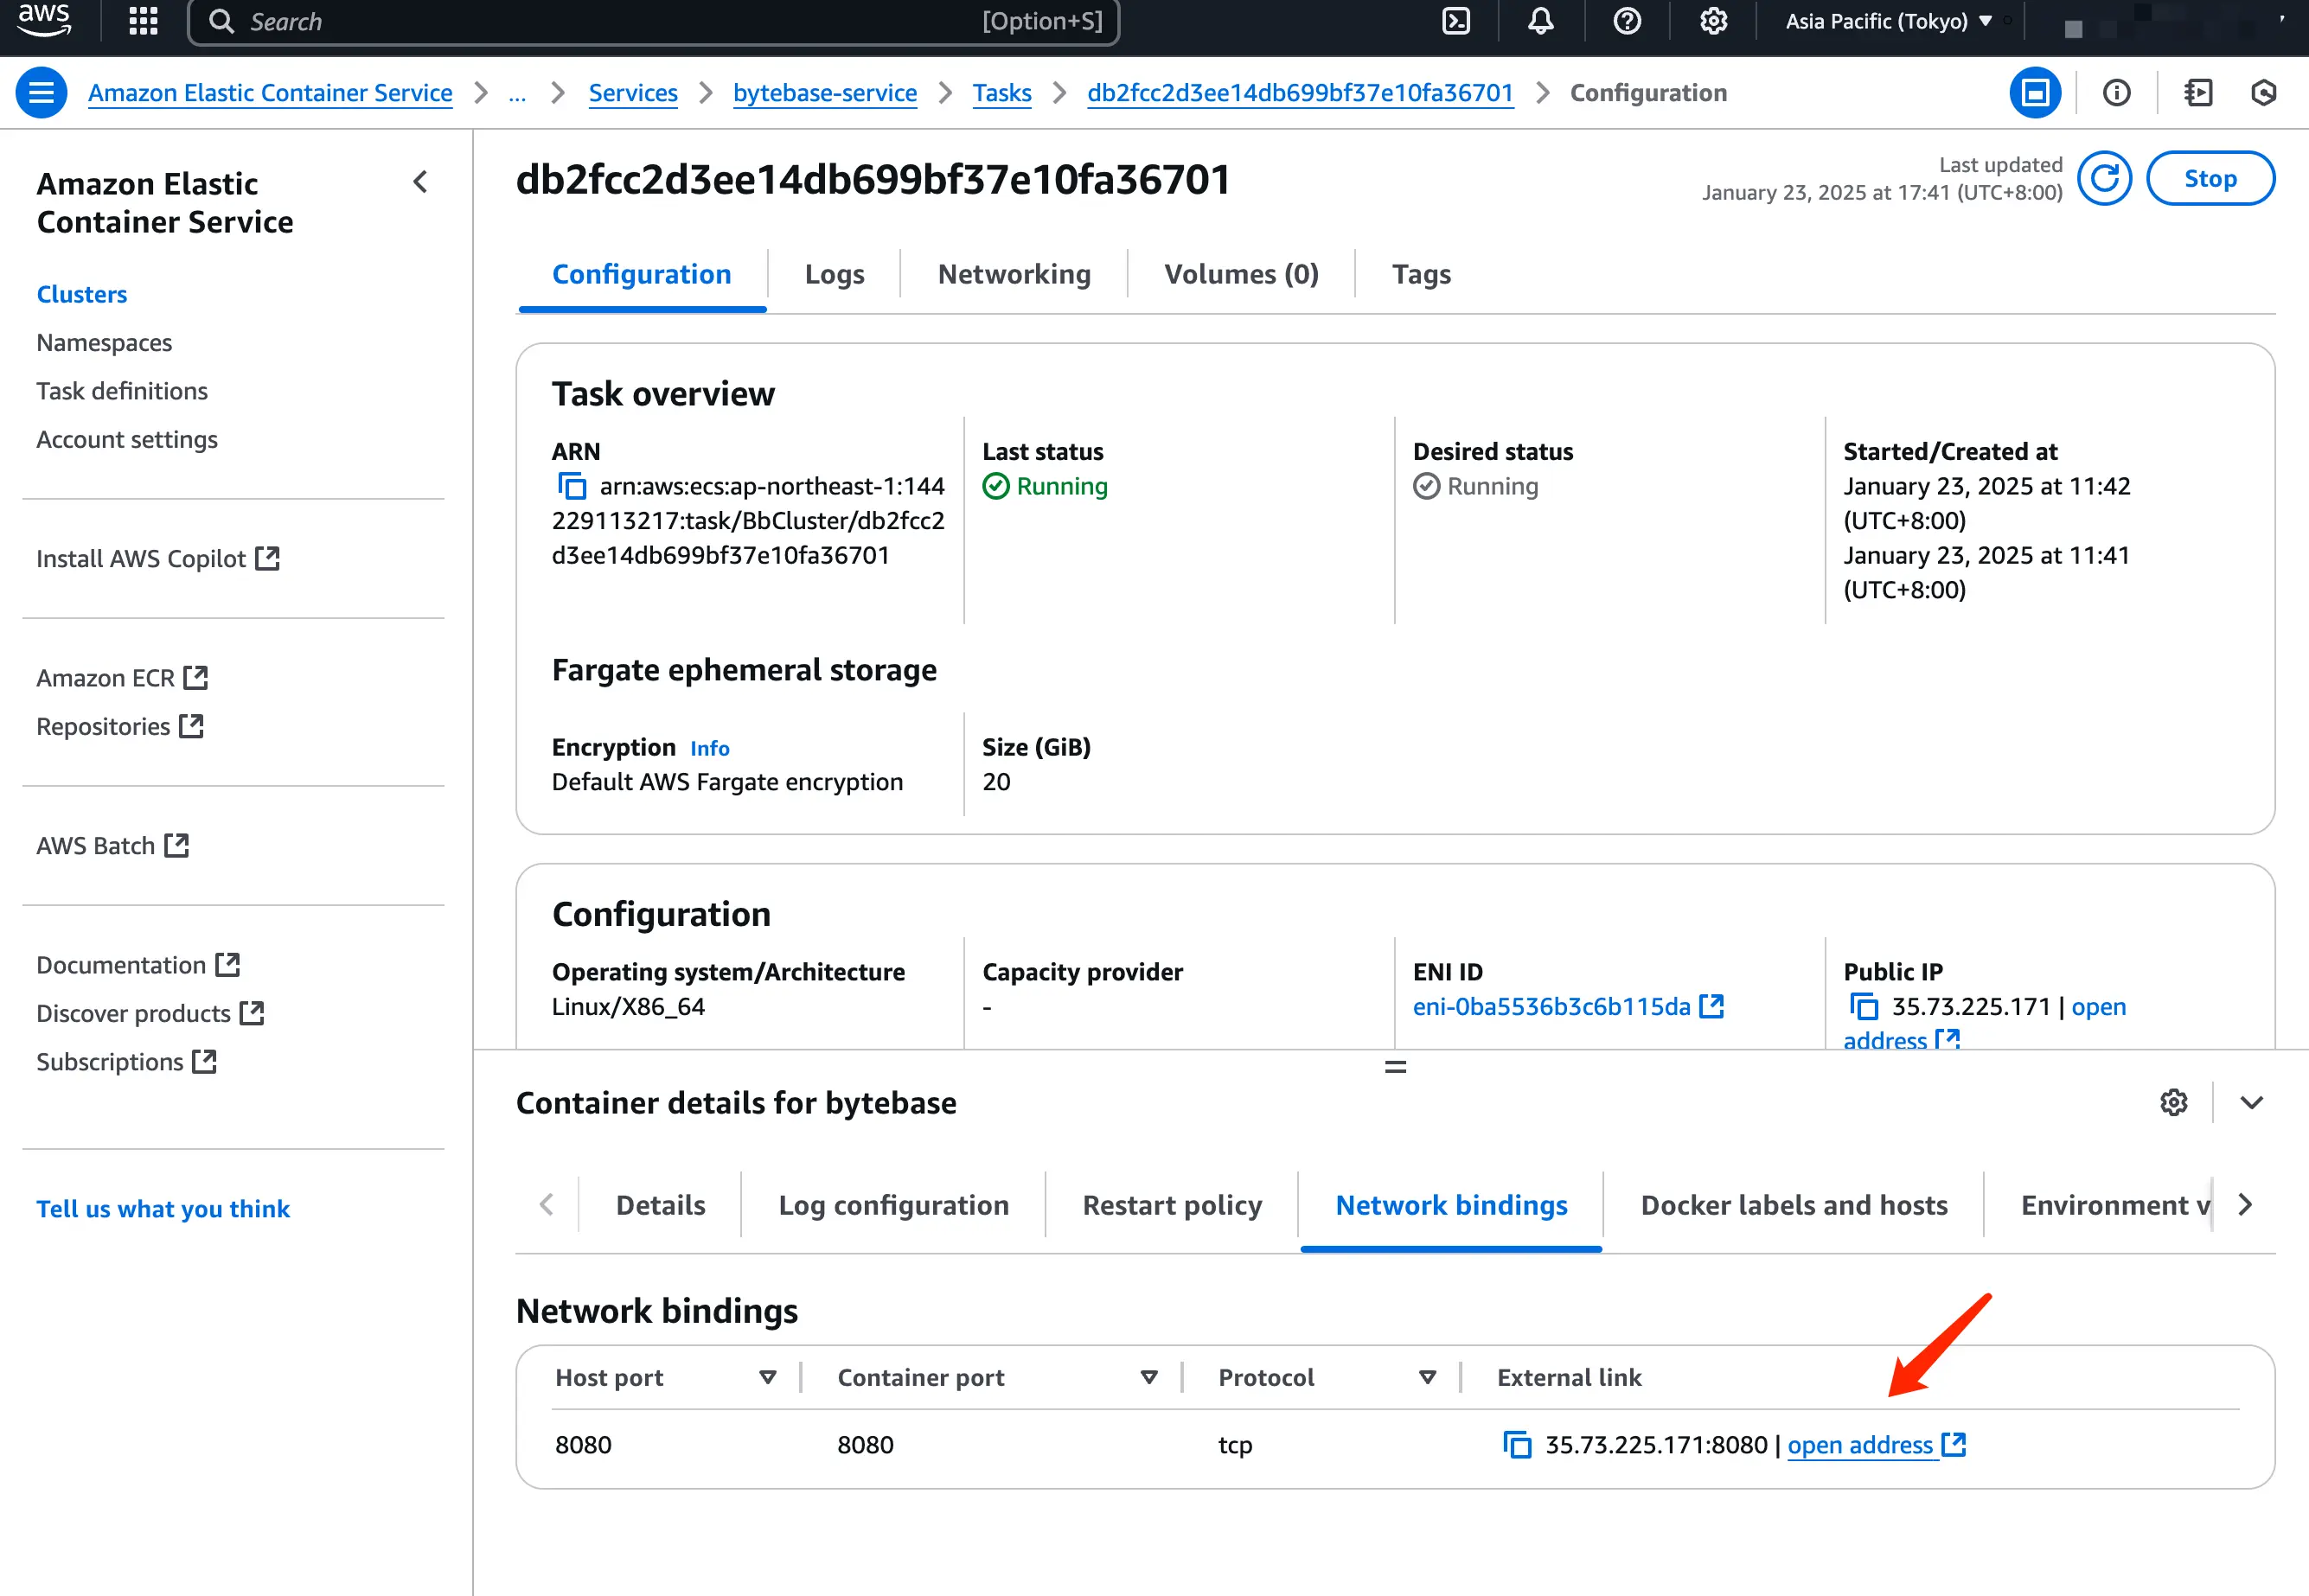 aws
Search [Option+S]
Asia Pacific (Tokyo)
Amazon Elastic Container Service > ... > Services > bytebase-service > Tasks > db2fcc2d3ee14db699bf37e10fa36701 > Configuration
Amazon Elastic
Container Service
Clusters
Namespaces
Task definitions
Account settings
Install AWS Copilot
Amazon ECR
Repositories
AWS Batch
Documentation
Discover products
Subscriptions
Tell us what you think
db2fcc2d3ee14db699bf37e10fa36701
Last updated
January 23, 2025 at 17:41 (UTC+8:00)
Stop
Configuration
Logs
Networking
Volumes (0)
Tags
Task overview
ARN
arn:aws:ecs:ap-northeast-1:144
229113217:task/BbCluster/db2fcc2
d3ee14db699bf37e10fa36701
Last status
Running
Desired status
Running
Started/Created at
January 23, 2025 at 11:42
(UTC+8:00)
January 23, 2025 at 11:41
(UTC+8:00)
Fargate ephemeral storage
Encryption Info
Default AWS Fargate encryption
Size (GiB)
20
Configuration
Operating system/Architecture
Linux/X86_64
Capacity provider
-
ENI ID
eni-0ba5536b3c6b115da
Public IP
35.73.225.171 | open
address
Container details for bytebase
Details
Log configuration
Restart policy
Network bindings
Docker labels and hosts
Environment v
Network bindings
Host port
Container port
Protocol
External link
8080
8080
tcp
35.73.225.171:8080 | open address